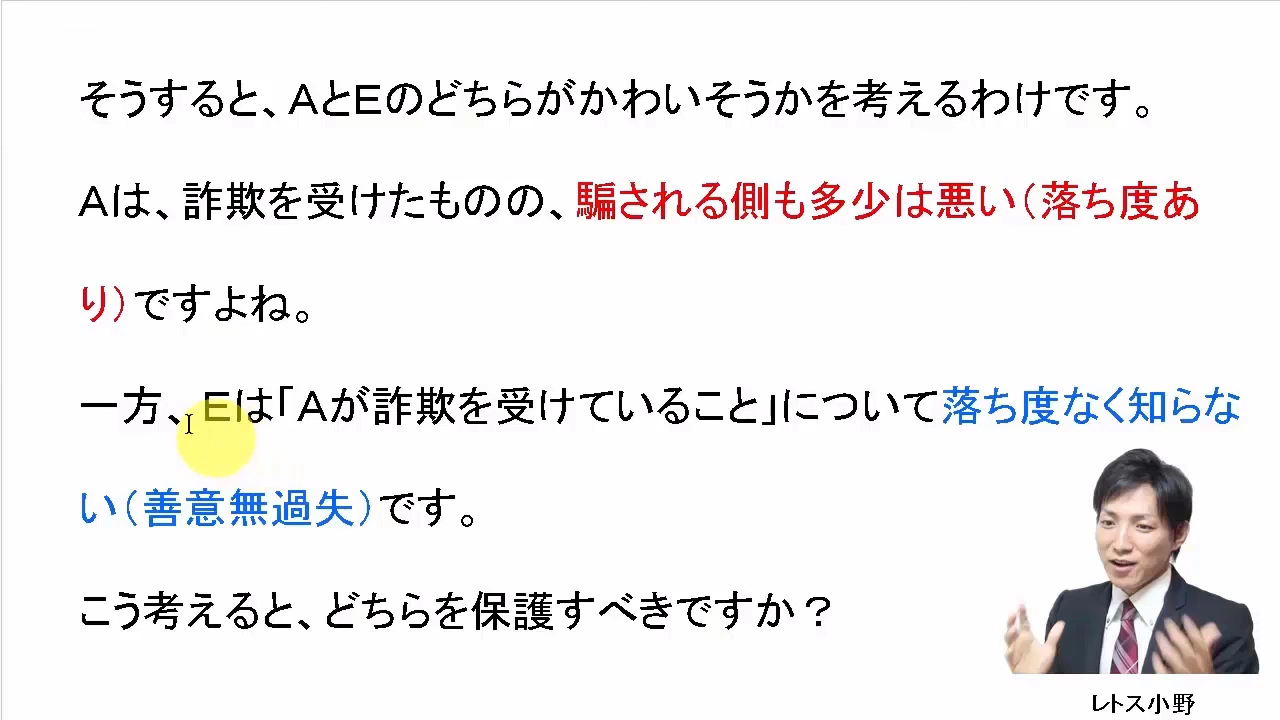 そうすると、AとEのどちらがかわいそうかを考えるわけです。
Aは、詐欺を受けたものの、騙される側も多少は悪い（落ち度あ
り）ですよね。
一方、Eは「Aが詐欺を受けていること」について落ち度なく知らな
い（善意無過失）です。
こう考えると、どちらを保護すべきですか？
レトス小野